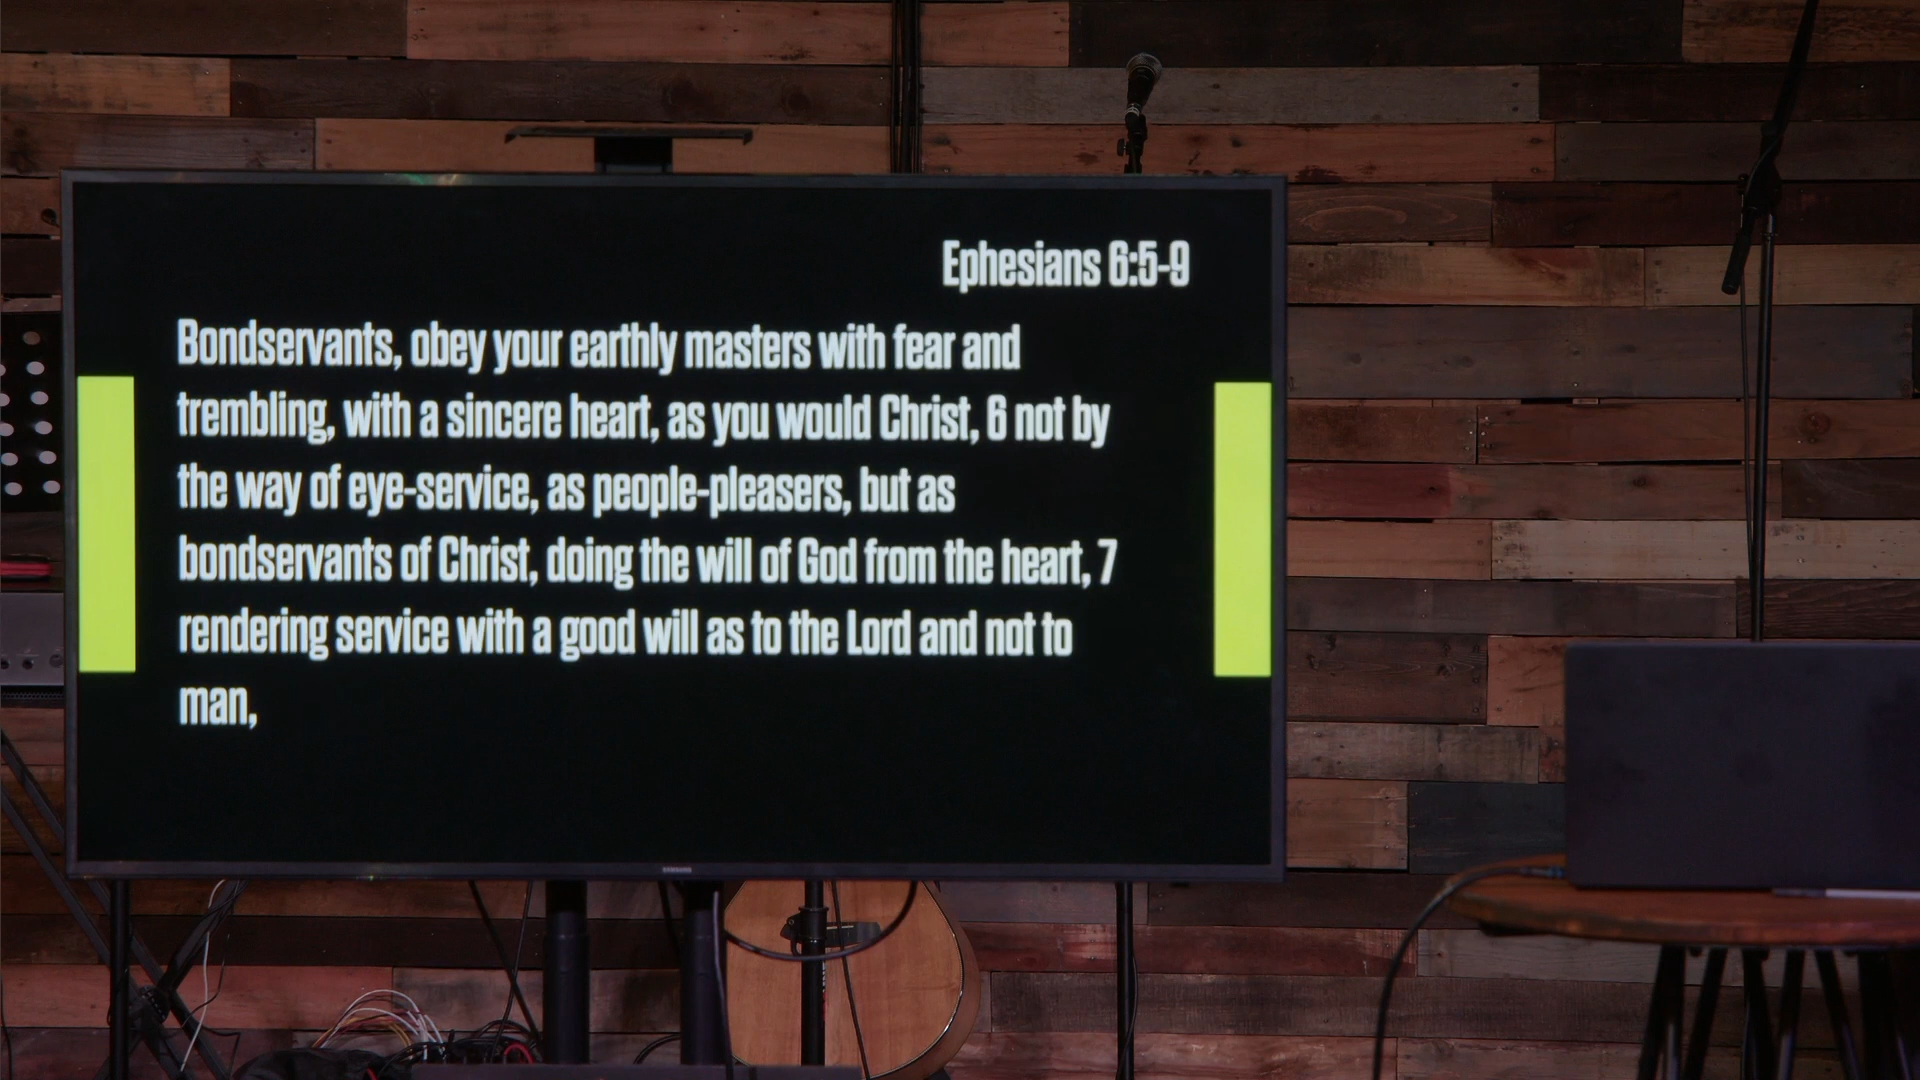 Ephesians 6:5-9
Bondservants, obey your earthly masters with fear and
trembling, with a sincere heart, as you would Christ, 6 not by
the way of eye-service, as people-pleasers, but as
bondservants of Christ, doing the will of God from the heart, 7
rendering service with a good will as to the Lord and not to
man,
SAMSUNG